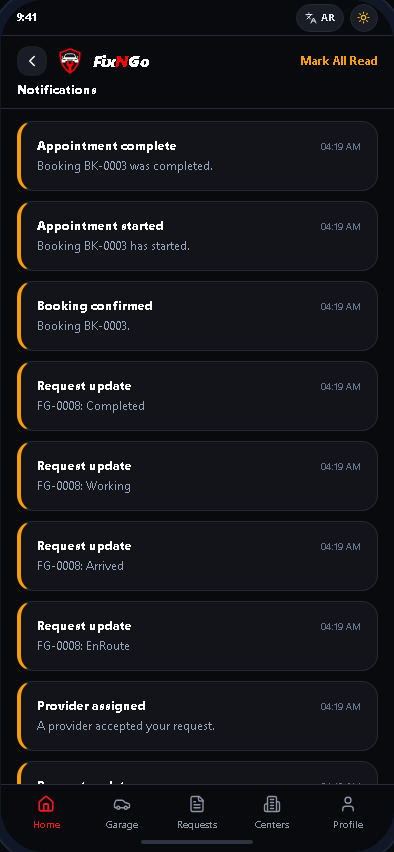 9:41
AR
FixNGo
Mark All Read
Notifications
Appointment complete
04:19 AM
Booking BK-0003 was completed.
Appointment started
04:19 AM
Booking BK-0003 has started.
Booking confirmed
04:19 AM
Booking BK-0003.
Request update
04:19 AM
FG-0008: Completed
Request update
04:19 AM
FG-0008: Working
Request update
04:19 AM
FG-0008: Arrived
Request update
04:19 AM
FG-0008: EnRoute
Provider assigned
04:19 AM
A provider accepted your request.
Home
Garage
Requests
Centers
Profile